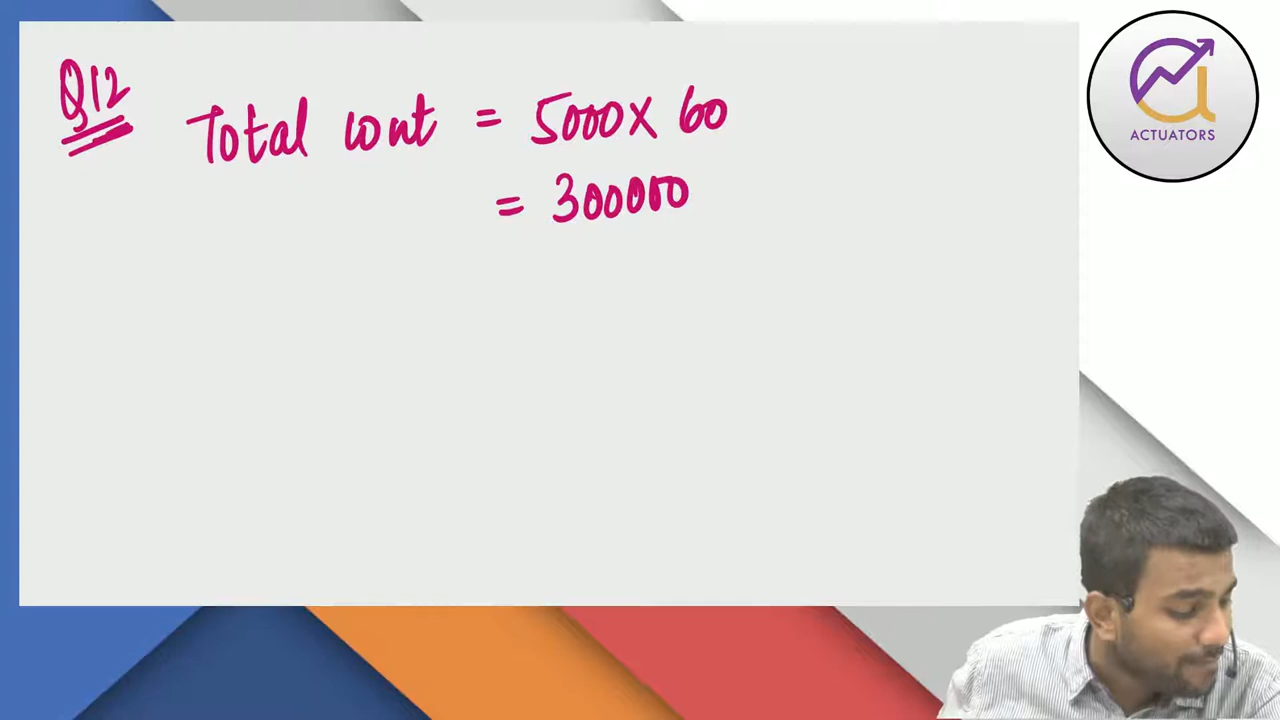 Q12
Total cont = 5000 x 60
= 300000
ACTUATORS